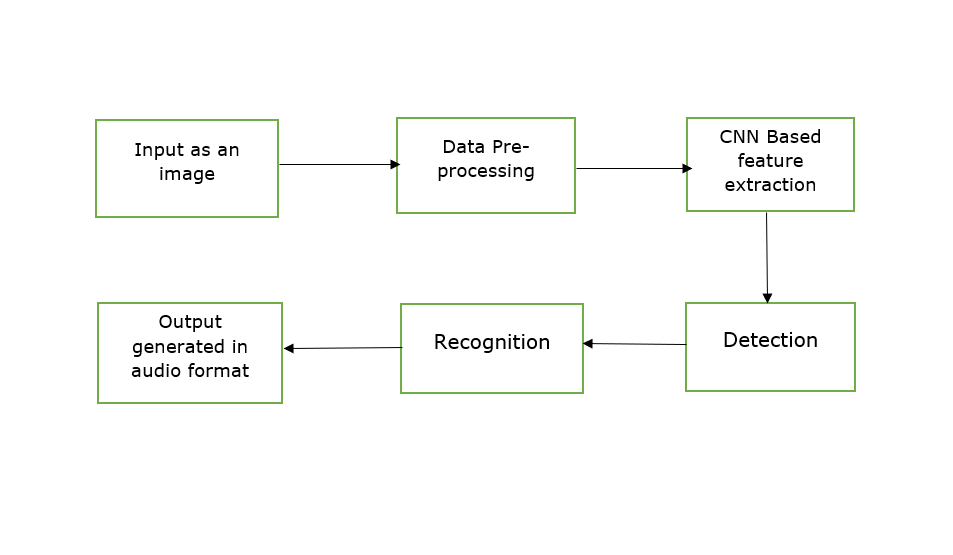 Input as an
image
Data Pre-
processing
CNN Based
feature
extraction
Detection
Recognition
Output
generated in
audio format